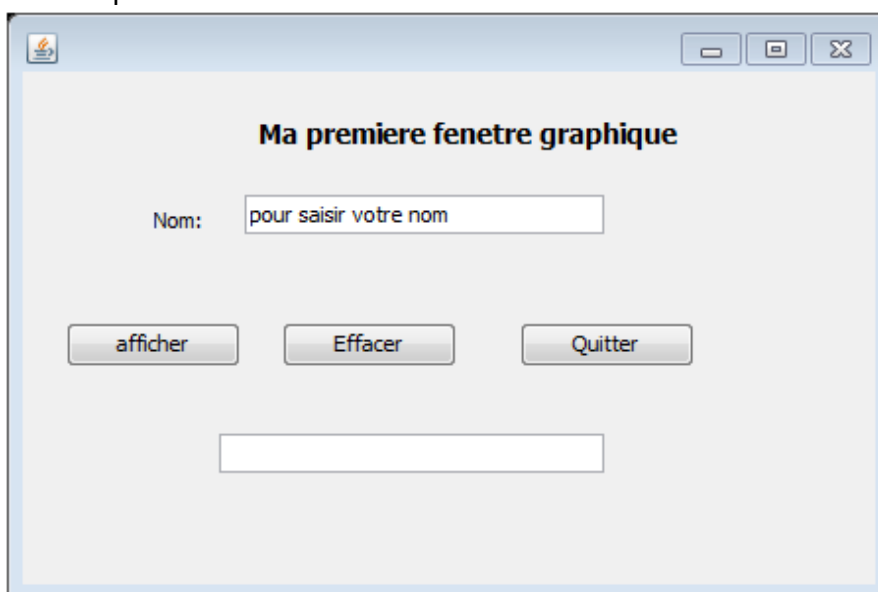 Ma premiere fenetre graphique
Nom: pour saisir votre nom
afficher Effacer Quitter